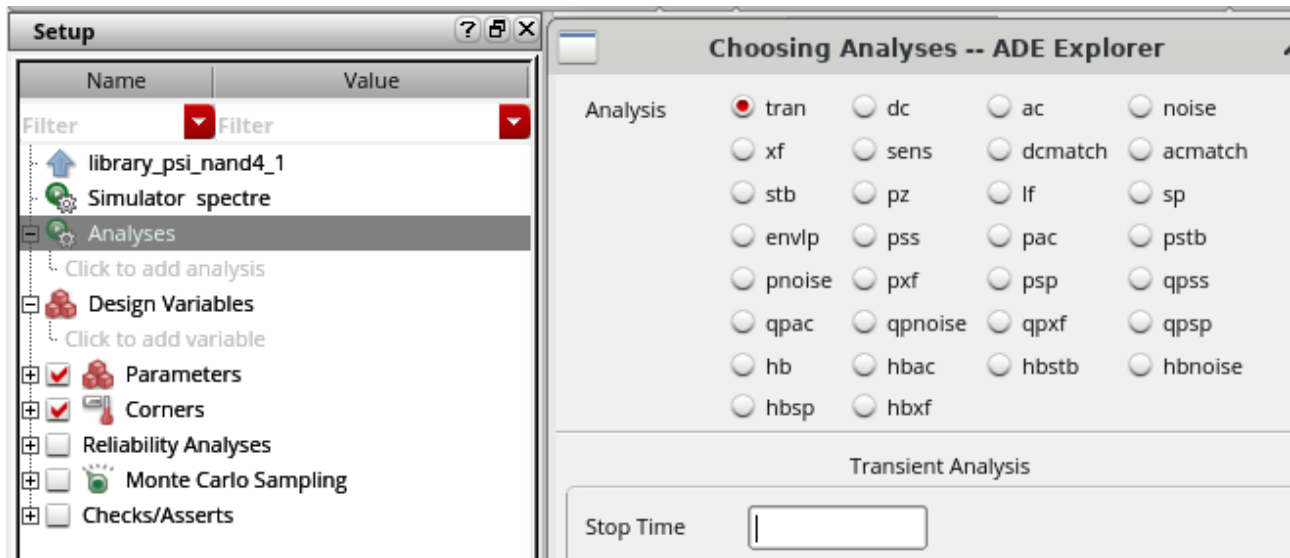 Setup
Name Value
Filter Filter
library_psi_nand4_1
Simulator spectre
Analyses
Click to add analysis
Design Variables
Click to add variable
Parameters
Corners
Reliability Analyses
Monte Carlo Sampling
Checks/Asserts
Choosing Analyses -- ADE Explorer
Analysis tran dc ac noise
xf sens dcmatch acmatch
stb pz lf sp
envlp pss pac pstb
pnoise pxf psp qpss
qpac qpnoise qpxf qpsp
hb hbac hbstb hbnoise
hbsp hbxf
Transient Analysis
Stop Time